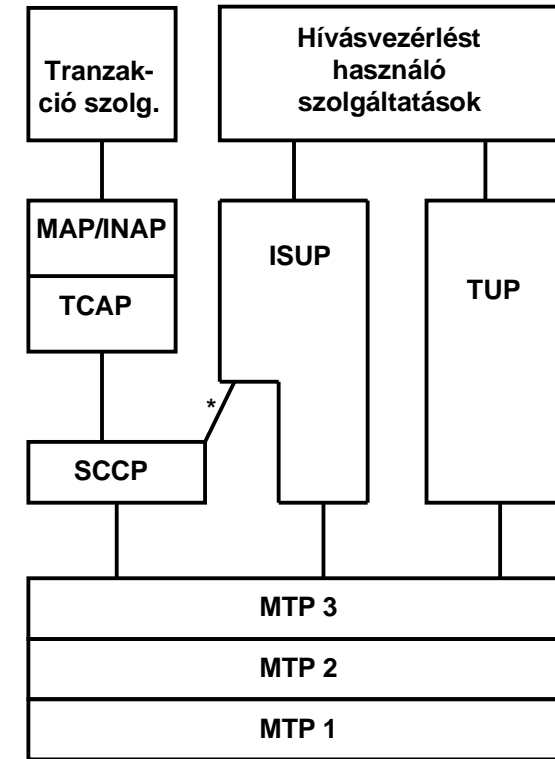 Tranzak-
ció szolg.
Hívásvezérlést
használó
szolgáltatások
MAP/INAP
TCAP
ISUP
TUP
*
SCCP
MTP 3
MTP 2
MTP 1